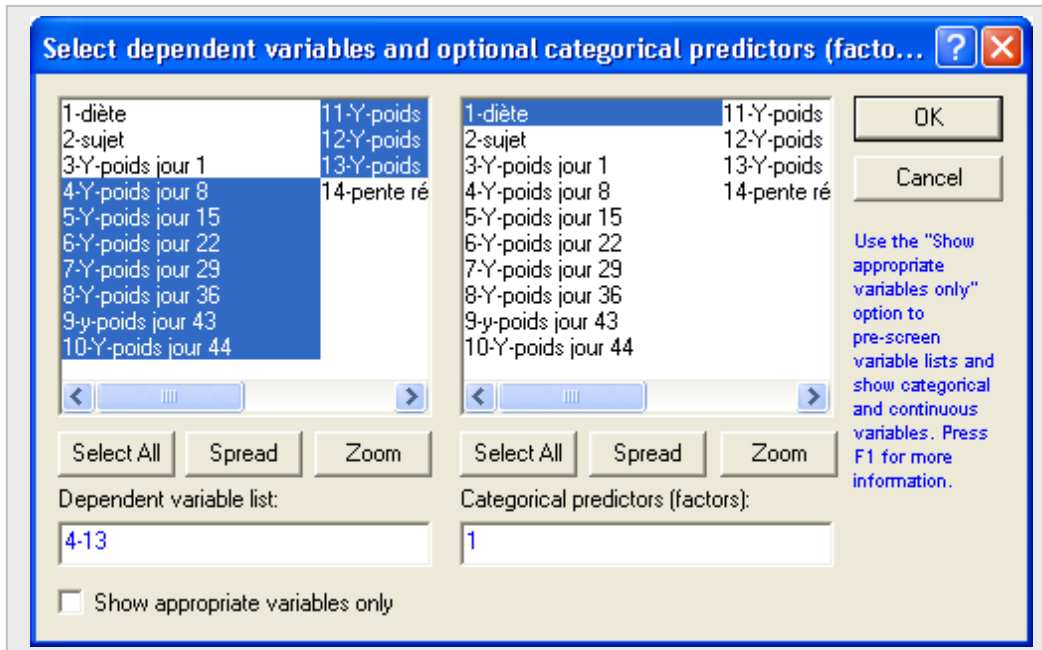 Select dependent variables and optional categorical predictors (facto...
1-diète
2-sujet
3-Y-poids jour 1
4-Y-poids jour 8
5-Y-poids jour 15
6-Y-poids jour 22
7-Y-poids jour 29
8-Y-poids jour 36
9-y-poids jour 43
10-Y-poids jour 44
11-Y-poids
12-Y-poids
13-Y-poids
14-pente ré
Select All
Spread
Zoom
Dependent variable list:
4-13
Show appropriate variables only
1-diète
2-sujet
3-Y-poids jour 1
4-Y-poids jour 8
5-Y-poids jour 15
6-Y-poids jour 22
7-Y-poids jour 29
8-Y-poids jour 36
9-y-poids jour 43
10-Y-poids jour 44
11-Y-poids
12-Y-poids
13-Y-poids
14-pente ré
Select All
Spread
Zoom
Categorical predictors (factors):
1
OK
Cancel
Use the "Show
appropriate
variables only"
option to
pre-screen
variable lists and
show categorical
and continuous
variables. Press
F1 for more
information.